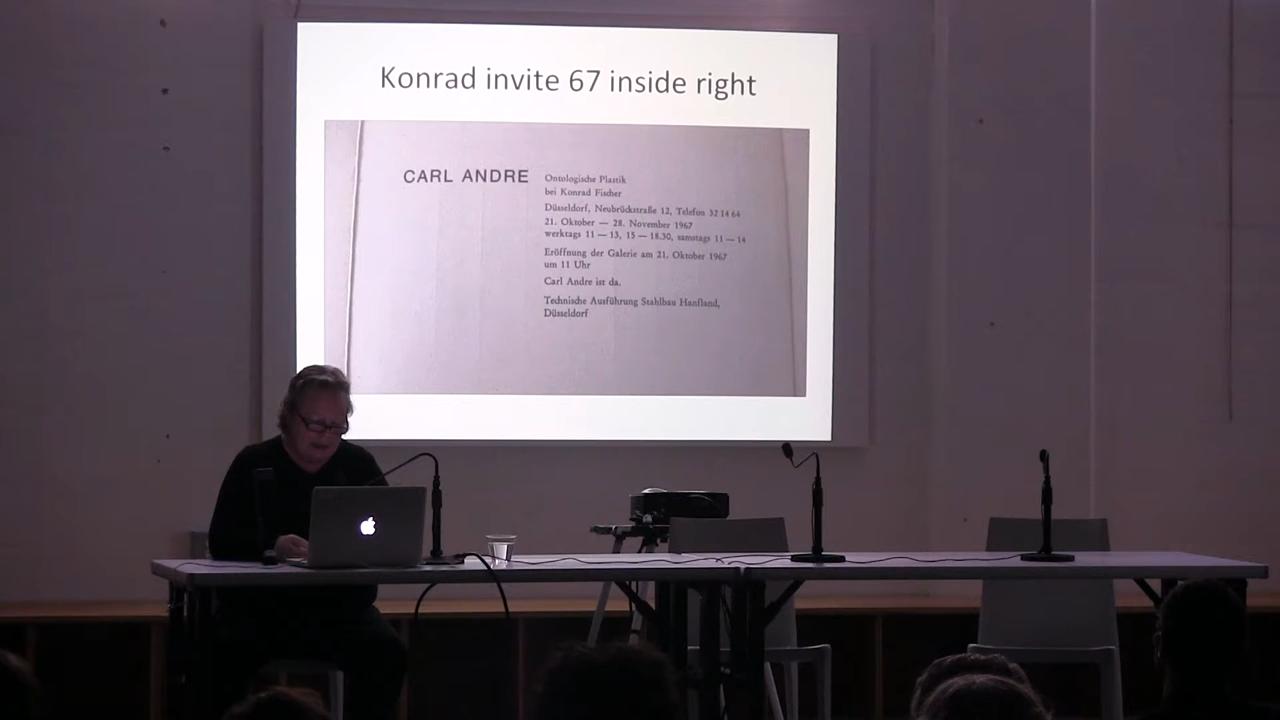 Konrad invite 67 inside right
CARL ANDRE
Ontologische Plastik
bei Konrad Fischer
Düsseldorf, Neubrückstraße 12, Telefon 32 14 64
21. Oktober — 28. November 1967
werktags 11 — 13, 15 — 18.30, samstags 11 — 14
Eröffnung der Galerie am 21. Oktober 1967
um 11 Uhr
Carl Andre ist da.
Technische Ausführung Stahlbau Hanfland,
Düsseldorf